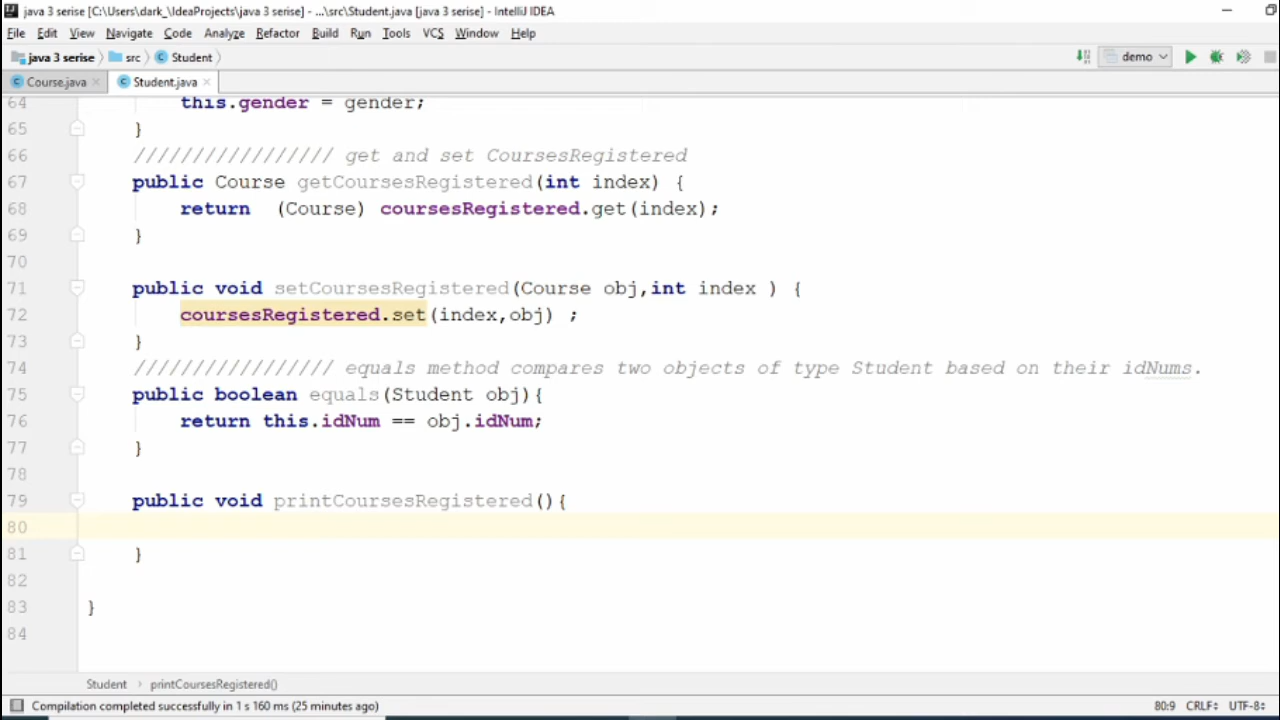 java 3 serise [C:\Users\dark_\IdeaProjects\java 3 serise] - ...\src\Student.java [java 3 serise] - IntelliJ IDEA
File Edit View Navigate Code Analyze Refactor Build Run Tools VCS Window Help
java 3 serise src Student demo
Course.java Student.java
64 this.gender = gender;
65 }
66 ///////////////// get and set CoursesRegistered
67 public Course getCoursesRegistered(int index) {
68 return (Course) coursesRegistered.get(index);
69 }
70
71 public void setCoursesRegistered(Course obj,int index ) {
72 coursesRegistered.set(index,obj) ;
73 }
74 ///////////////// equals method compares two objects of type Student based on their idNums.
75 public boolean equals(Student obj){
76 return this.idNum == obj.idNum;
77 }
78
79 public void printCoursesRegistered(){
80
81 }
82
83 }
84
Student › printCoursesRegistered()
Compilation completed successfully in 1 s 160 ms (25 minutes ago) 80:9 CRLF UTF-8